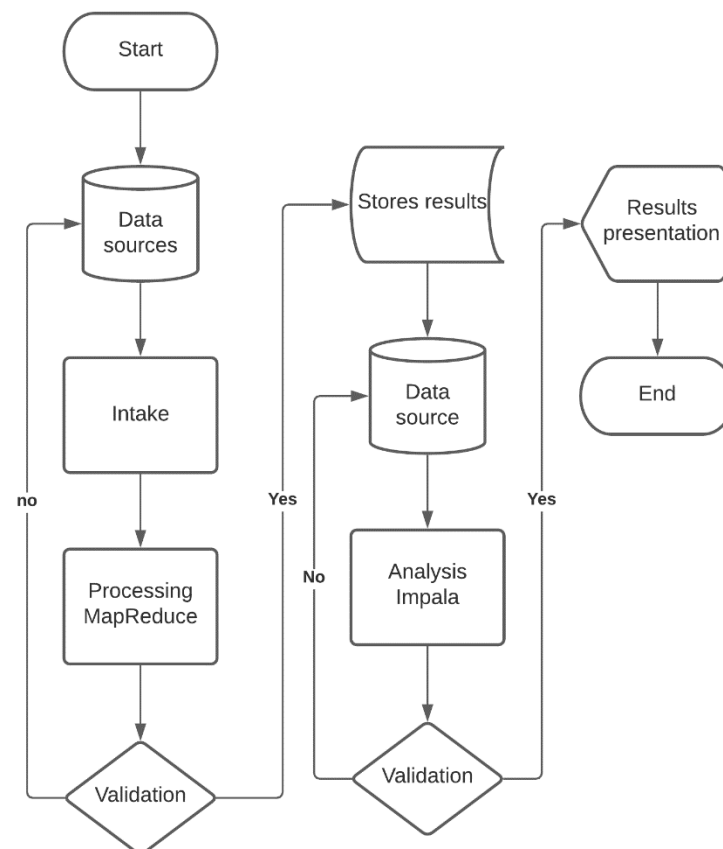 Start
Data
sources
Intake
no
Processing
MapReduce
Validation
Yes
Stores results
Data
source
No
Analysis
Impala
Validation
Yes
Results
presentation
End